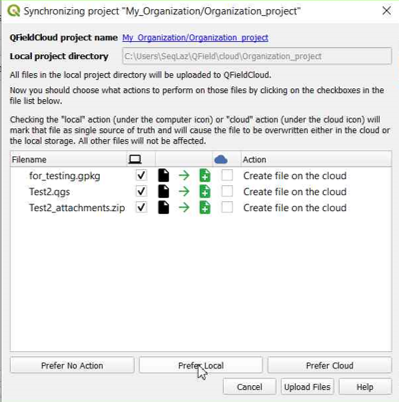 Synchronizing project "My_Organization/Organization_project"
QFieldCloud project name My_Organization/Organization_project
Local project directory C:\Users\SeqLaz\QField\cloud\Organization_project
All files in the local project directory will be uploaded to QFieldCloud.
Now you should choose what actions to perform on those files by clicking on the checkboxes in the
file list below.
Checking the "local" action (under the computer icon) or "cloud" action (under the cloud icon) will
mark that file as single source of truth and will cause the file to be overwritten either in the cloud or
the local storage. All other files will not be affected.
Filename Action
for_testing.gpkg Create file on the cloud
Test2.qgs Create file on the cloud
Test2_attachments.zip Create file on the cloud
Prefer No Action Prefer Local Prefer Cloud
Cancel Upload Files Help